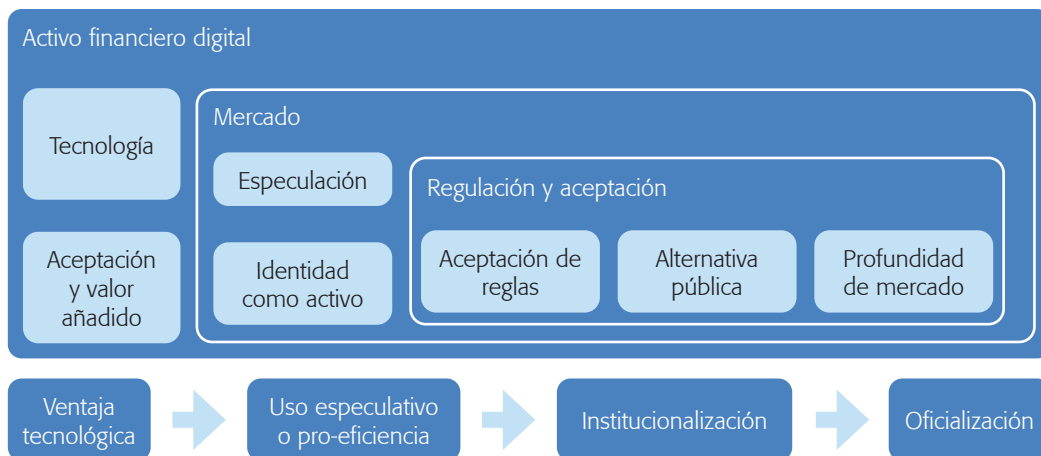 Activo financiero digital
Tecnología
Aceptación
y valor
añadido
Mercado
Especulación
Identidad
como activo
Regulación y aceptación
Aceptación de
reglas
Alternativa
pública
Profundidad
de mercado
Ventaja
tecnológica
Uso especulativo
o pro-eficiencia
Institucionalización
Oficialización